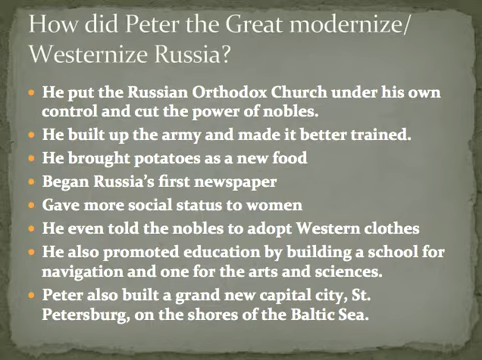 How did Peter the Great modernize/
Westernize Russia?
• He put the Russian Orthodox Church under his own
control and cut the power of nobles.
• He built up the army and made it better trained.
• He brought potatoes as a new food
• Began Russia's first newspaper
• Gave more social status to women
• He even told the nobles to adopt Western clothes
• He also promoted education by building a school for
navigation and one for the arts and sciences.
• Peter also built a grand new capital city, St.
Petersburg, on the shores of the Baltic Sea.